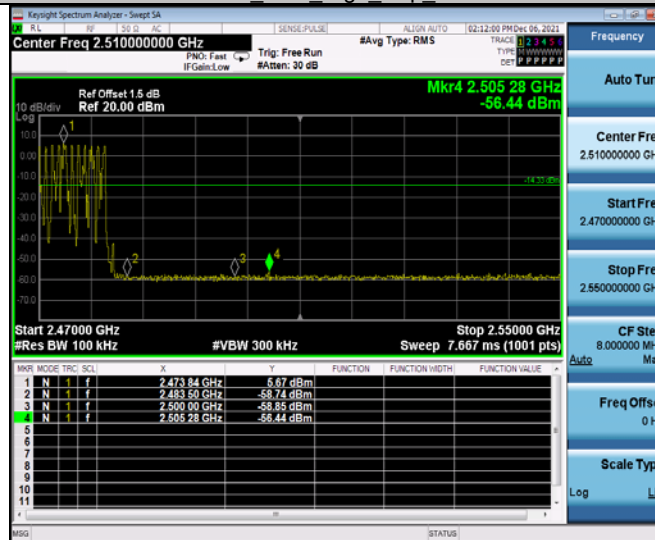 Keysight Spectrum Analyzer - Swept SA
RL RF 50 Ω AC SENSE:PULSE ALIGN AUTO 02:12:00 PM Dec 06, 2021
Center Freq 2.510000000 GHz
PNO: Fast
IFGain:Low
Trig: Free Run
#Atten: 30 dB
#Avg Type: RMS
TRACE 1 2 3 4 5 6
TYPE M W W W W W
DET P P P P P P
Ref Offset 1.5 dB
10 dB/div Ref 20.00 dBm
Log
Mkr4 2.505 28 GHz
-56.44 dBm
10.0
0.00
-10.0
-20.0
-30.0
-40.0
-50.0
-60.0
-70.0
1
2
3
4
-14.33 dBm
Start 2.47000 GHz Stop 2.55000 GHz
#Res BW 100 kHz #VBW 300 kHz Sweep 7.667 ms (1001 pts)
MKR MODE TRC SCL X Y FUNCTION FUNCTION WIDTH FUNCTION VALUE
1 N 1 f 2.473 84 GHz 5.67 dBm
2 N 1 f 2.483 50 GHz -58.74 dBm
3 N 1 f 2.500 00 GHz -58.85 dBm
4 N 1 f 2.505 28 GHz -56.44 dBm
5
6
7
8
9
10
11
MSG STATUS
Frequency
Auto Tun
Center Fre
2.510000000 GH
Start Fre
2.470000000 GH
Stop Fre
2.550000000 GH
CF Ste
8.000000 MH
Auto Ma
Freq Offs
0 H
Scale Typ
Log L